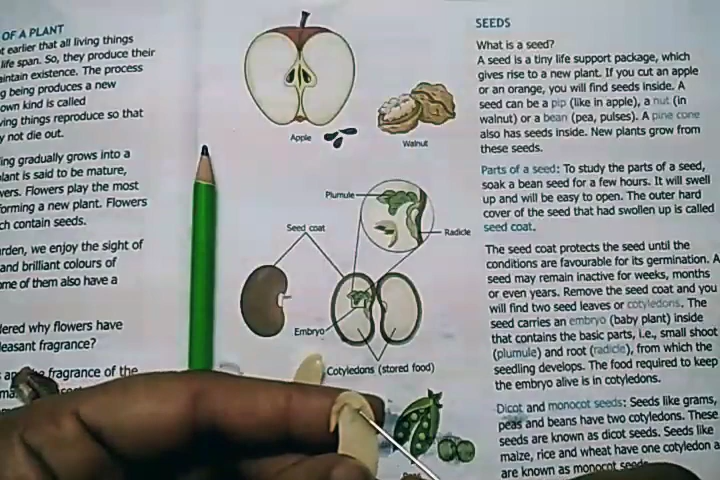 OF A PLANT
earlier that all living things
life span. So, they produce their
maintain existence. The process
being produces a new
own kind is called
living things reproduce so that
not die out.
gradually grows into a
plant is said to be mature,
Flowers play the most
forming a new plant. Flowers
contain seeds.
we enjoy the sight of
and brilliant colours of
of them also have a
why flowers have
pleasant fragrance?
fragrance of the
Apple
Walnut
Plumule
Seed coat
Radicle
Embryo
Cotyledons (stored food)
SEEDS
What is a seed?
A seed is a tiny life support package, which
gives rise to a new plant. If you cut an apple
or an orange, you will find seeds inside. A
seed can be a pip (like in apple), a nut (in
walnut) or a bean (pea, pulses). A pine cone
also has seeds inside. New plants grow from
these seeds.
Parts of a seed: To study the parts of a seed,
soak a bean seed for a few hours. It will swell
up and will be easy to open. The outer hard
cover of the seed that had swollen up is called
seed coat.
The seed coat protects the seed until the
conditions are favourable for its germination. A
seed may remain inactive for weeks, months
or even years. Remove the seed coat and you
will find two seed leaves or cotyledons. The
seed carries an embryo (baby plant) inside
that contains the basic parts, i.e., small shoot
(plumule) and root (radicle), from which the
seedling develops. The food required to keep
the embryo alive is in cotyledons.
Dicot and monocot seeds: Seeds like grams,
peas and beans have two cotyledons. These
seeds are known as dicot seeds. Seeds like
maize, rice and wheat have one cotyledon a
are known as monocot seeds